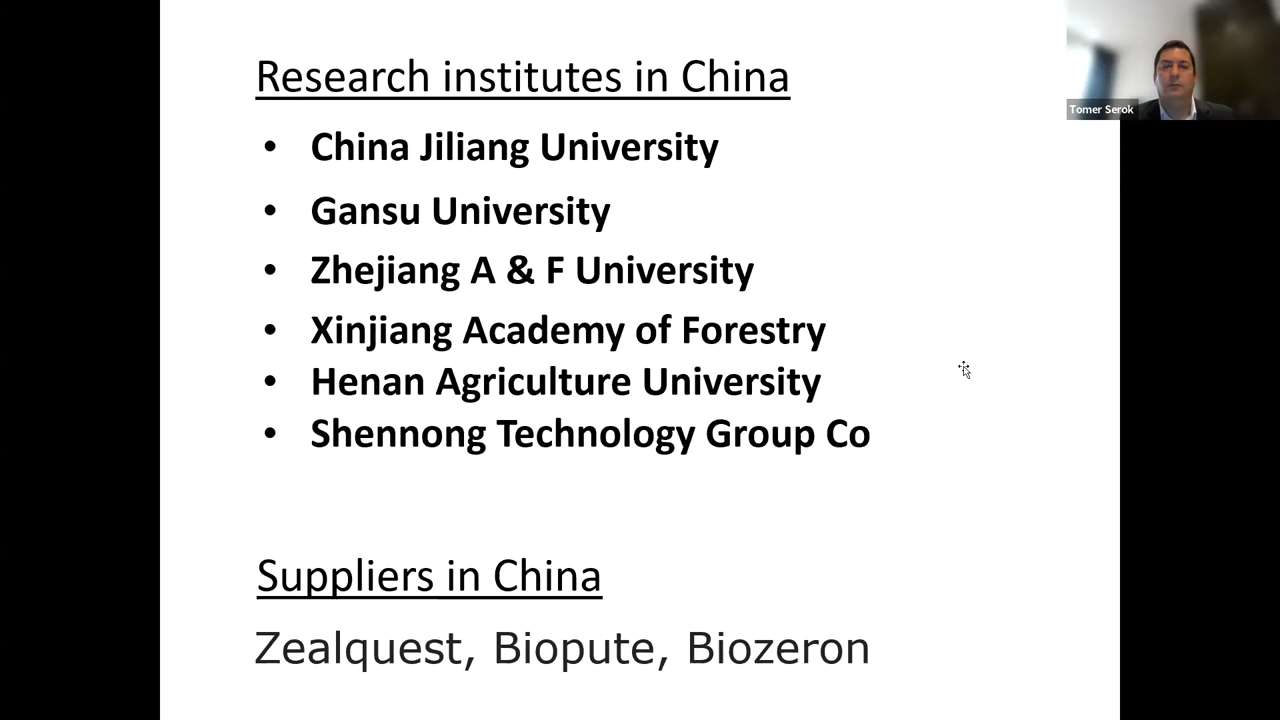 Research institutes in China
• China Jiliang University
• Gansu University
• Zhejiang A & F University
• Xinjiang Academy of Forestry
• Henan Agriculture University
• Shennong Technology Group Co
Suppliers in China
Zealquest, Biopute, Biozeron
Tomer Serok